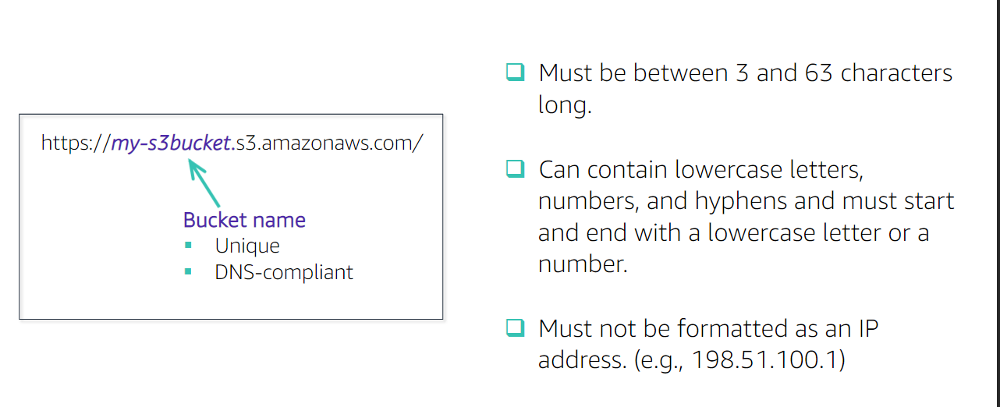 https://my-s3bucket.s3.amazonaws.com/
Bucket name
Unique
DNS-compliant
Must be between 3 and 63 characters
long.
Can contain lowercase letters,
numbers, and hyphens and must start
and end with a lowercase letter or a
number.
Must not be formatted as an IP
address. (e.g., 198.51.100.1)